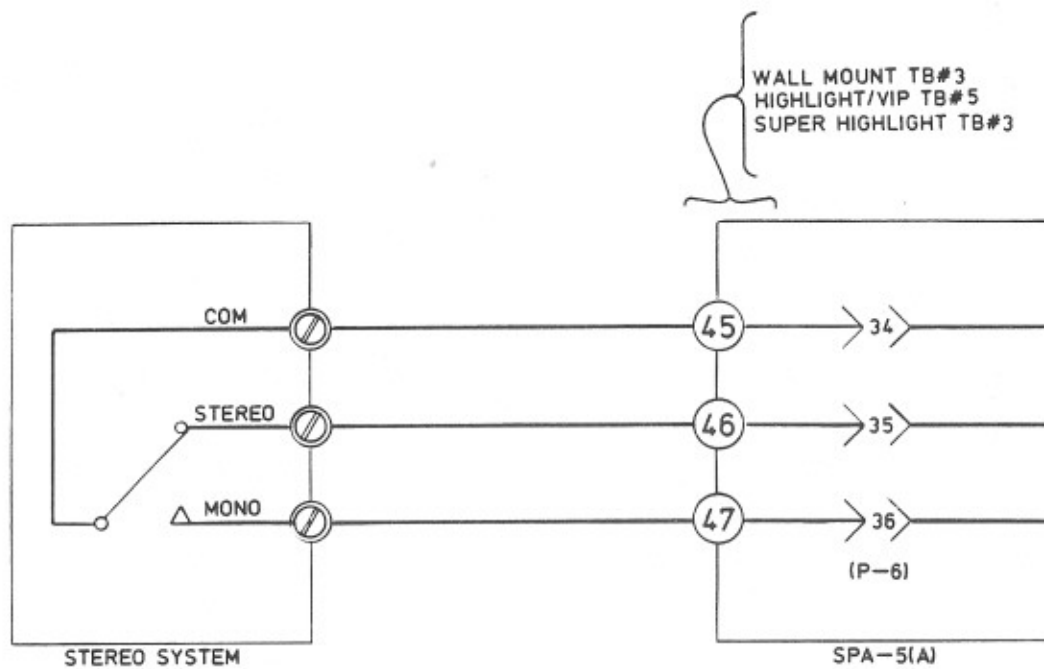 WALL MOUNT TB#3
HIGHLIGHT/VIP TB#5
SUPER HIGHLIGHT TB#3
COM
45
34
STEREO
46
35
MONO
47
36
(P-6)
STEREO SYSTEM
SPA-5(A)